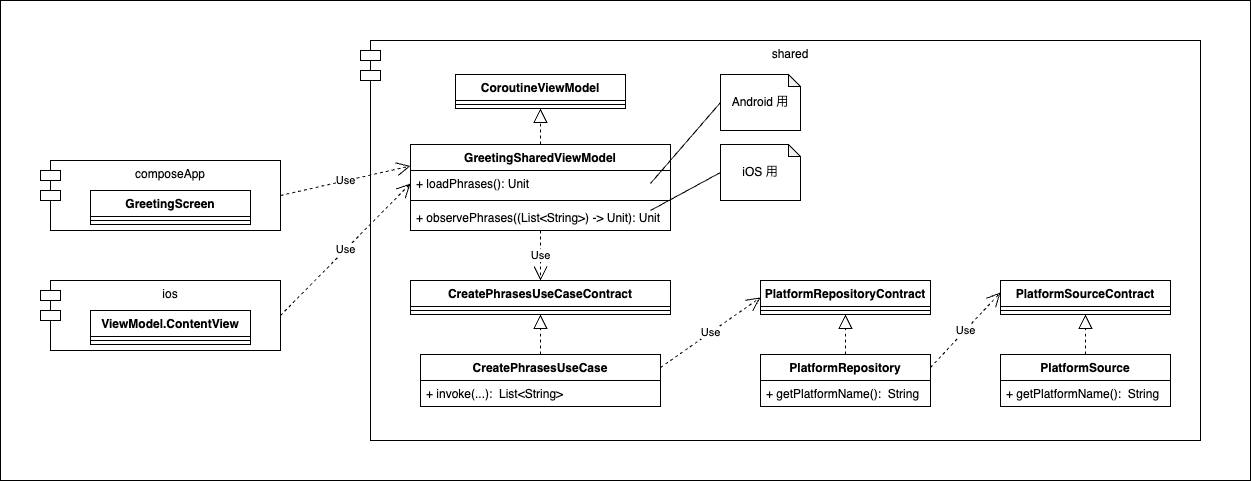 shared
CoroutineViewModel
Android 用
GreetingSharedViewModel
+ loadPhrases(): Unit
+ observePhrases((List<String>) -> Unit): Unit
iOS 用
composeApp
GreetingScreen
Use
Use
ios
ViewModel.ContentView
Use
CreatePhrasesUseCaseContract
CreatePhrasesUseCase
+ invoke(...): List<String>
Use
PlatformRepositoryContract
PlatformRepository
+ getPlatformName(): String
Use
PlatformSourceContract
PlatformSource
+ getPlatformName(): String